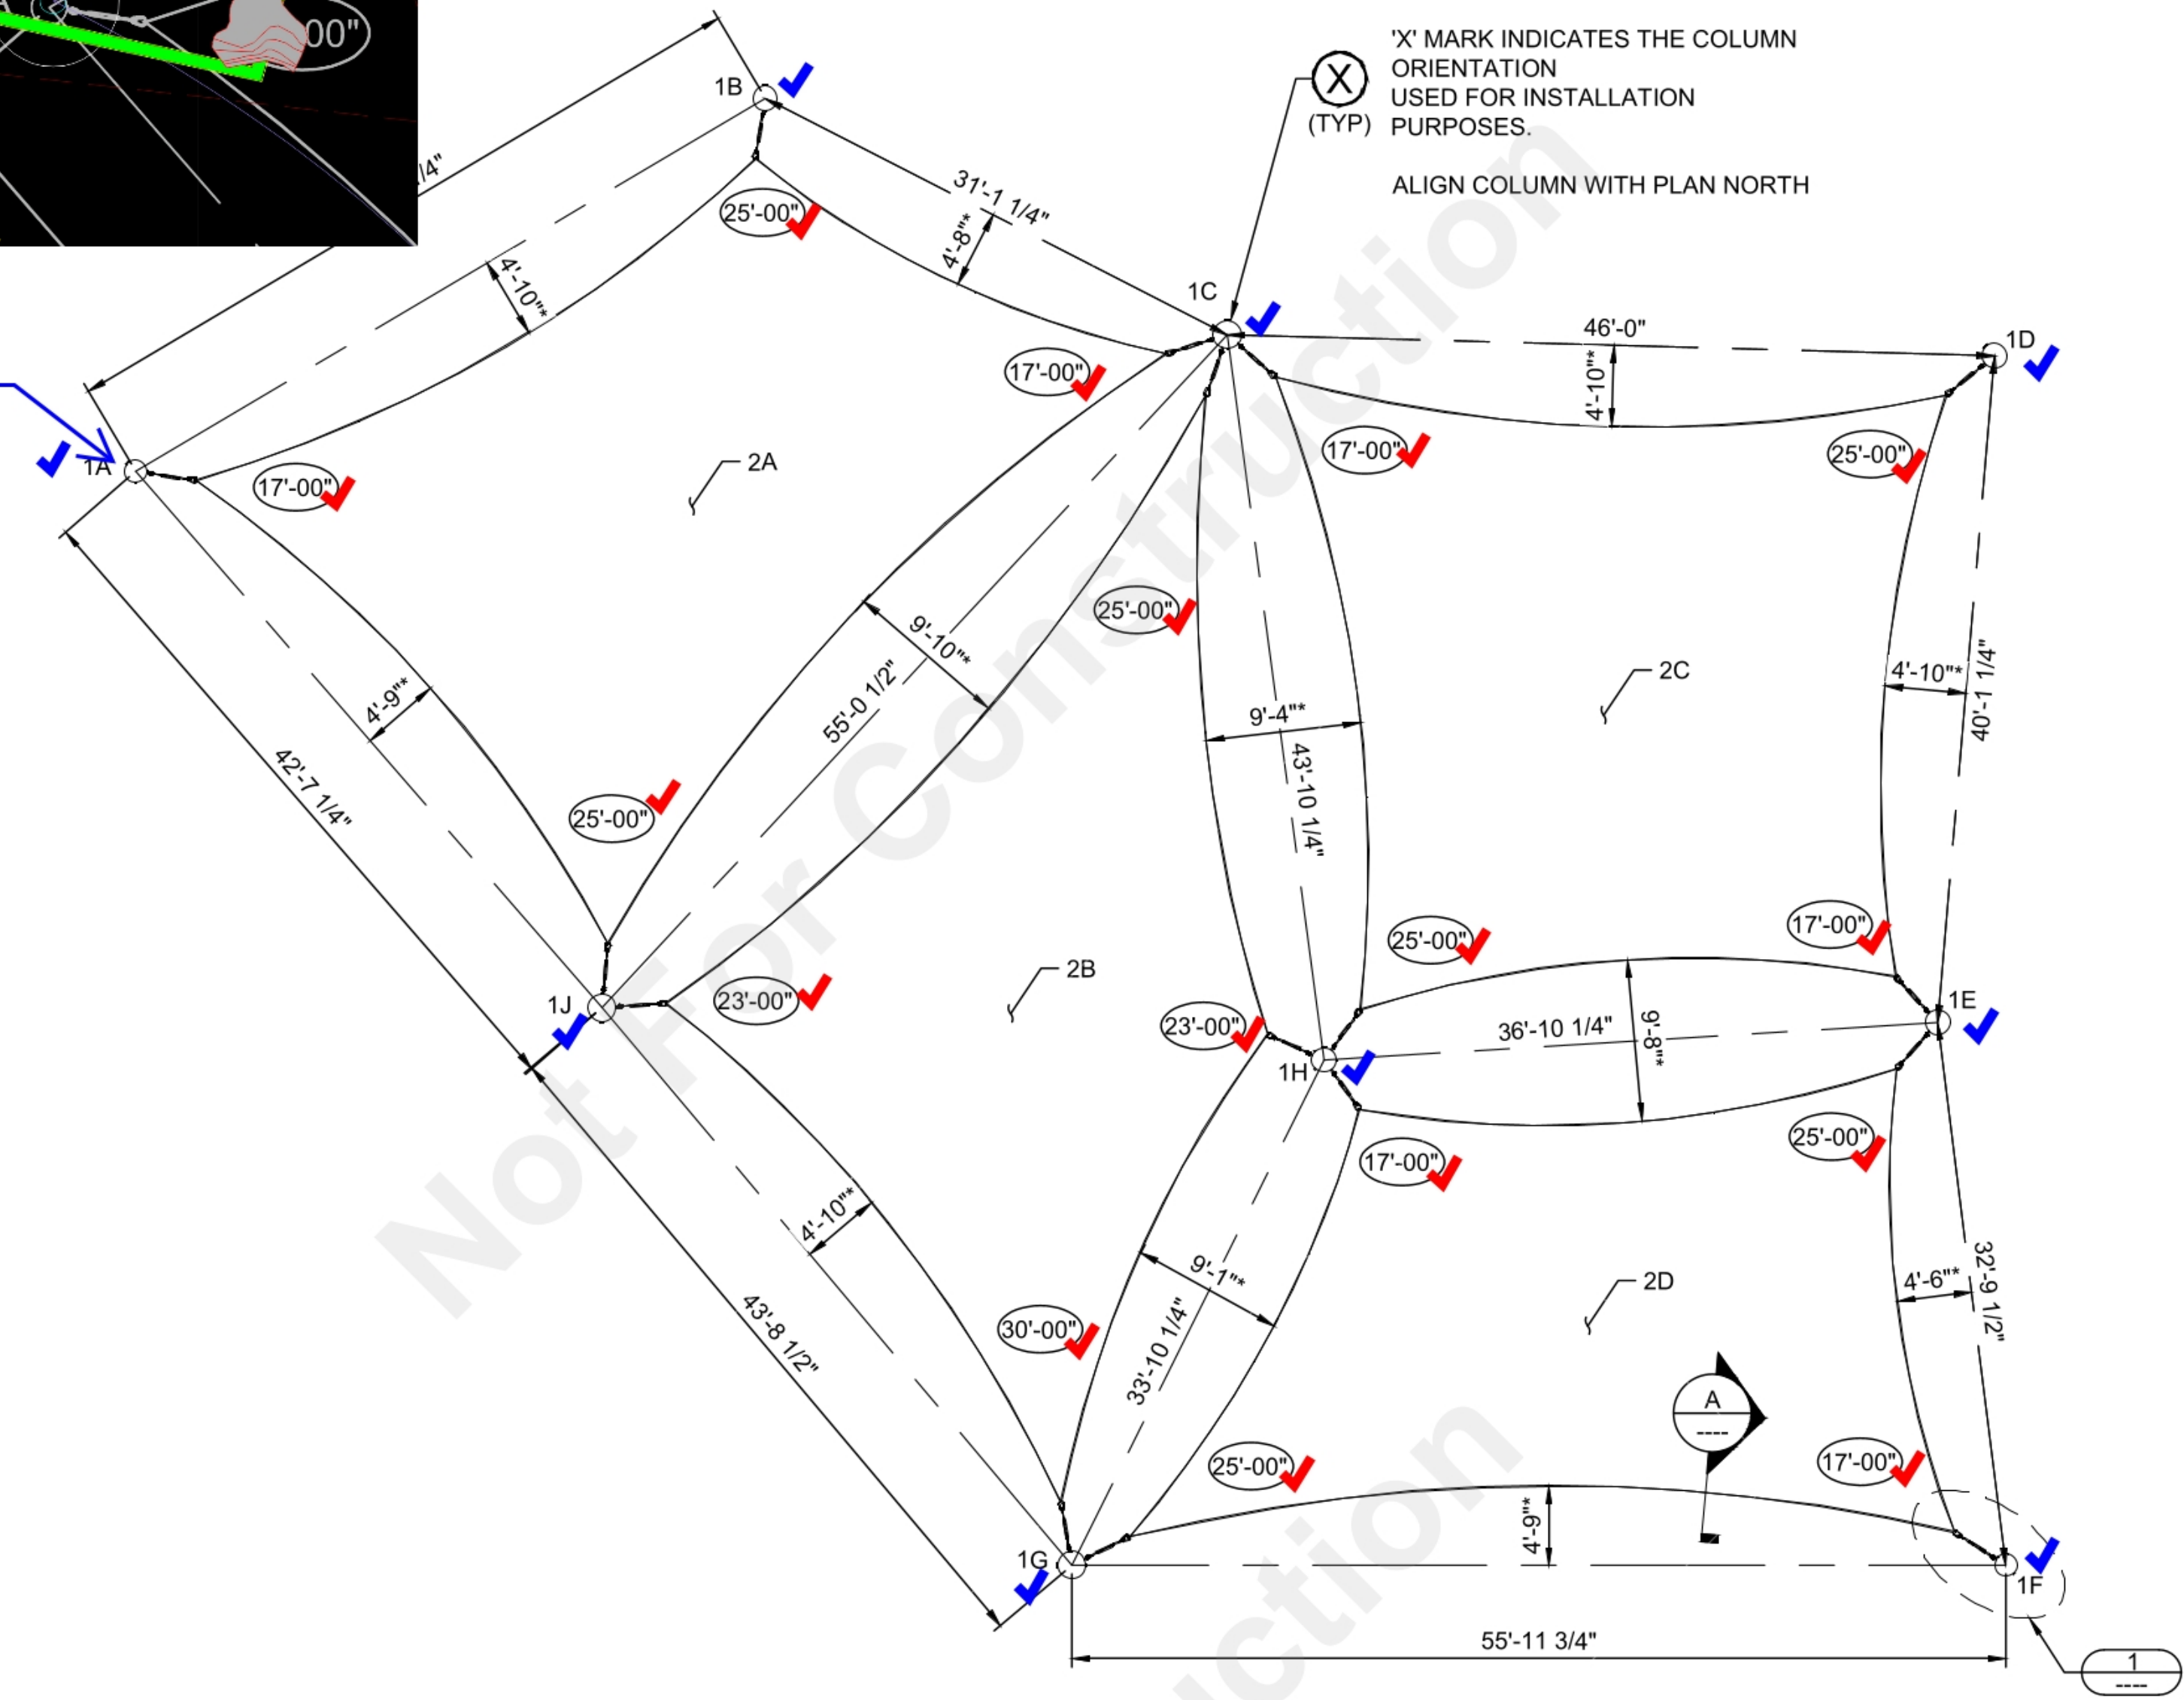 00"
'X' MARK INDICATES THE COLUMN
ORIENTATION
USED FOR INSTALLATION
PURPOSES.
X
(TYP)
ALIGN COLUMN WITH PLAN NORTH
1B
/4"
31'-1 1/4"
25'-00"
4'-8"*
4'-10"*
1C
46'-0"
1D
4'-10"*
17'-00"
17'-00"
25'-00"
1A
17'-00"
2A
25'-00"
9'-10"*
55'-0 1/2"
2C
4'-10"*
40'-1 1/4"
4'-9"*
9'-4"*
43'-10 1/4"
42'-7 1/4"
25'-00"
25'-00"
17'-00"
2B
1J
23'-00"
23'-00"
36'-10 1/4"
9'-8"*
1E
1H
25'-00"
17'-00"
4'-10"*
9'-1"*
2D
4'-6"*
32'-9 1/2"
30'-00"
33'-10 1/4"
43'-8 1/2"
A
----
25'-00"
17'-00"
4'-9"*
1G
1F
55'-11 3/4"
1
----
Not For Construction
uction